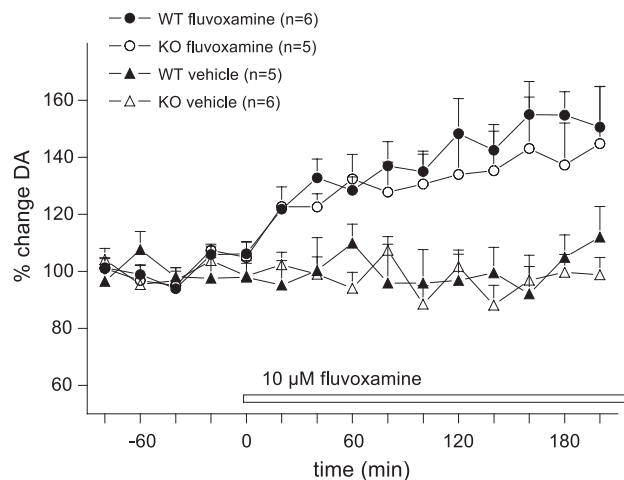 WT fluvoxamine (n=6)
KO fluvoxamine (n=5)
WT vehicle (n=5)
KO vehicle (n=6)
160
140
120
100
80
60
% change DA
10 µM fluvoxamine
-60 0 60 120 180
time (min)